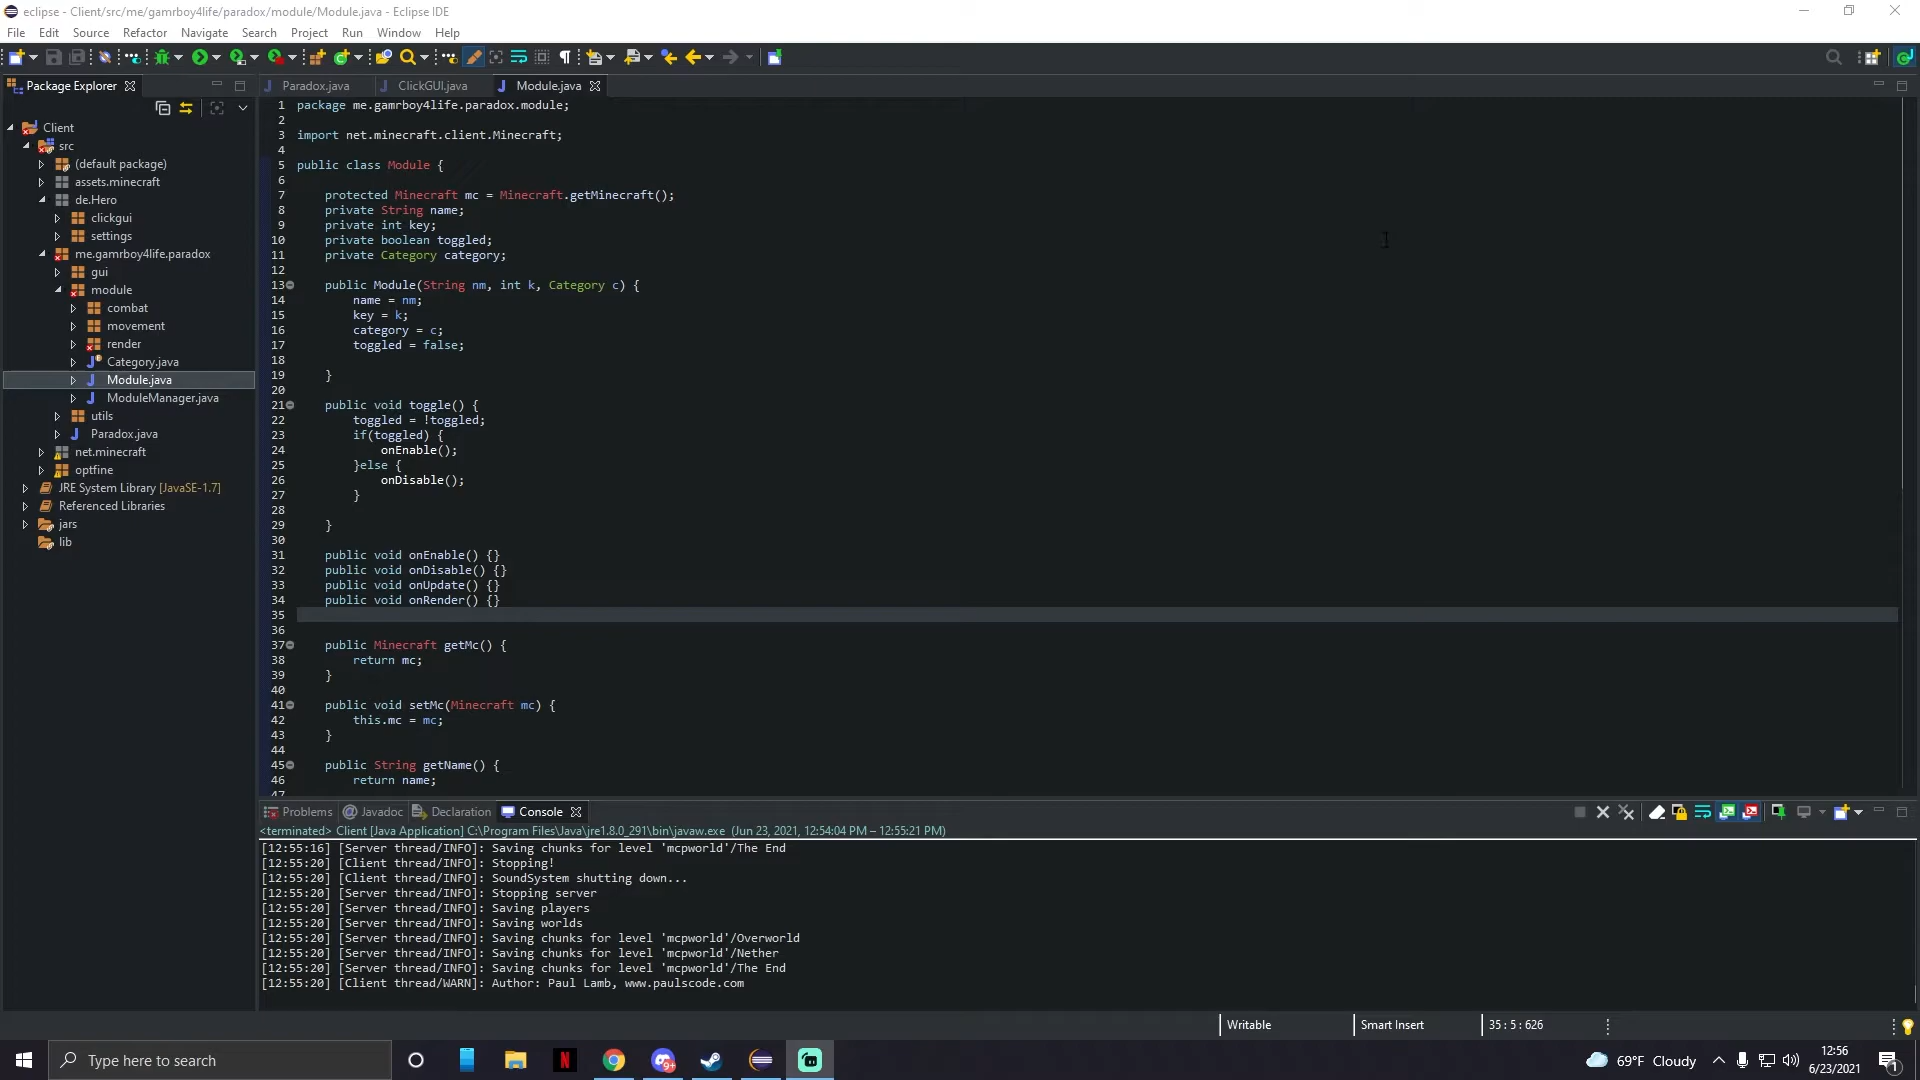 eclipse - Client/src/me/gamrboy4life/paradox/module/Module.java - Eclipse IDE
File Edit Source Refactor Navigate Search Project Run Window Help
Package Explorer
Client
src
(default package)
assets.minecraft
de.Hero
clickgui
settings
me.gamrboy4life.paradox
gui
module
combat
movement
render
Category.java
Module.java
ModuleManager.java
utils
Paradox.java
net.minecraft
optfine
JRE System Library [JavaSE-1.7]
Referenced Libraries
jars
lib
Paradox.java ClickGUI.java Module.java
1 package me.gamrboy4life.paradox.module;
2
3 import net.minecraft.client.Minecraft;
4
5 public class Module {
6
7 protected Minecraft mc = Minecraft.getMinecraft();
8 private String name;
9 private int key;
10 private boolean toggled;
11 private Category category;
12
13 public Module(String nm, int k, Category c) {
14 name = nm;
15 key = k;
16 category = c;
17 toggled = false;
18
19 }
20
21 public void toggle() {
22 toggled = !toggled;
23 if(toggled) {
24 onEnable();
25 }else {
26 onDisable();
27 }
28
29 }
30
31 public void onEnable() {}
32 public void onDisable() {}
33 public void onUpdate() {}
34 public void onRender() {}
35
36
37 public Minecraft getMc() {
38 return mc;
39 }
40
41 public void setMc(Minecraft mc) {
42 this.mc = mc;
43 }
44
45 public String getName() {
46 return name;
47
Problems @ Javadoc Declaration Console
<terminated> Client [Java Application] C:\Program Files\Java\jre1.8.0_291\bin\javaw.exe (Jun 23, 2021, 12:54:04 PM – 12:55:21 PM)
[12:55:16] [Server thread/INFO]: Saving chunks for level 'mcpworld'/The End
[12:55:20] [Client thread/INFO]: Stopping!
[12:55:20] [Client thread/INFO]: SoundSystem shutting down...
[12:55:20] [Server thread/INFO]: Stopping server
[12:55:20] [Server thread/INFO]: Saving players
[12:55:20] [Server thread/INFO]: Saving worlds
[12:55:20] [Server thread/INFO]: Saving chunks for level 'mcpworld'/Overworld
[12:55:20] [Server thread/INFO]: Saving chunks for level 'mcpworld'/Nether
[12:55:20] [Server thread/INFO]: Saving chunks for level 'mcpworld'/The End
[12:55:20] [Client thread/WARN]: Author: Paul Lamb, www.paulscode.com
Writable Smart Insert 35 : 5 : 626
Type here to search
69°F Cloudy
12:56
6/23/2021